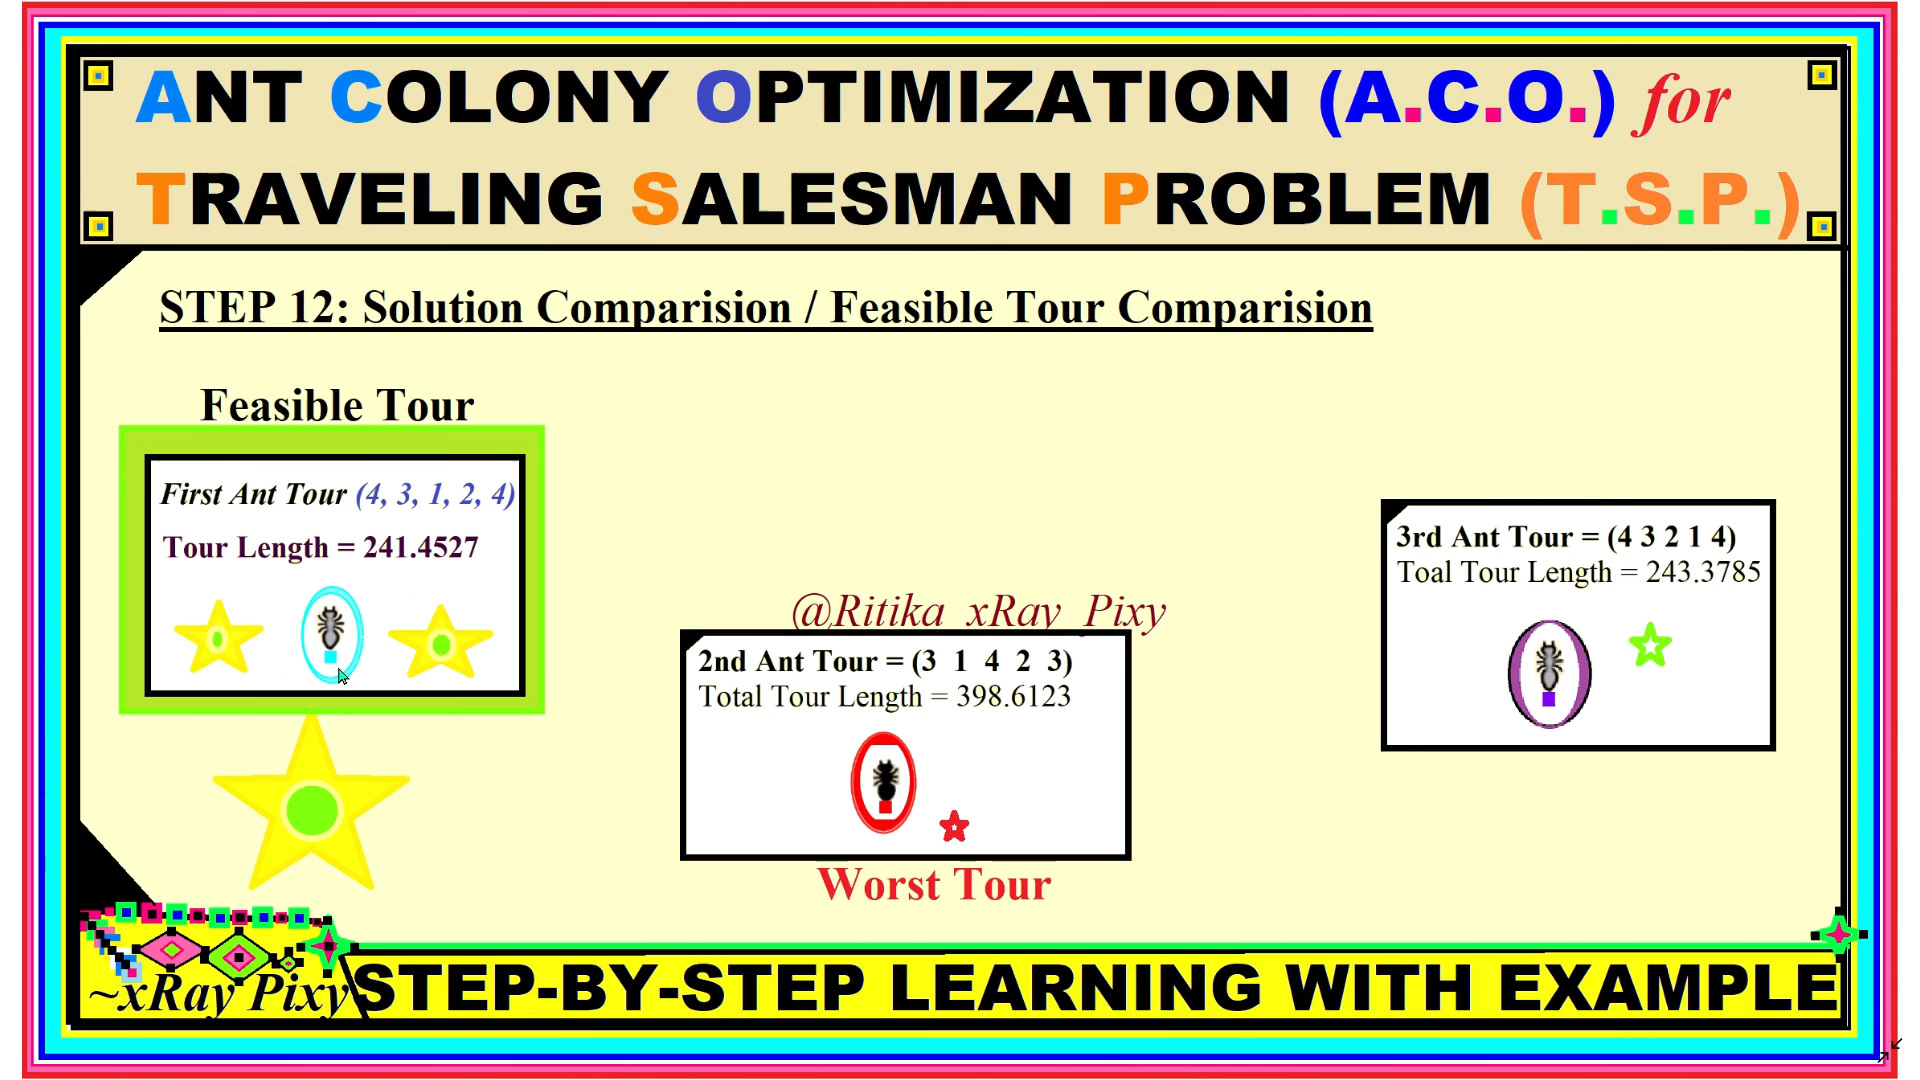 ANT COLONY OPTIMIZATION (A.C.O.) for
TRAVELING SALESMAN PROBLEM (T.S.P.)
STEP 12: Solution Comparision / Feasible Tour Comparision
Feasible Tour
First Ant Tour (4, 3, 1, 2, 4)
Tour Length = 241.4527
3rd Ant Tour = (4 3 2 1 4)
Toal Tour Length = 243.3785
@Ritika xRay Pixy
2nd Ant Tour = (3 1 4 2 3)
Total Tour Length = 398.6123
Worst Tour
~xRay Pixy
STEP-BY-STEP LEARNING WITH EXAMPLE